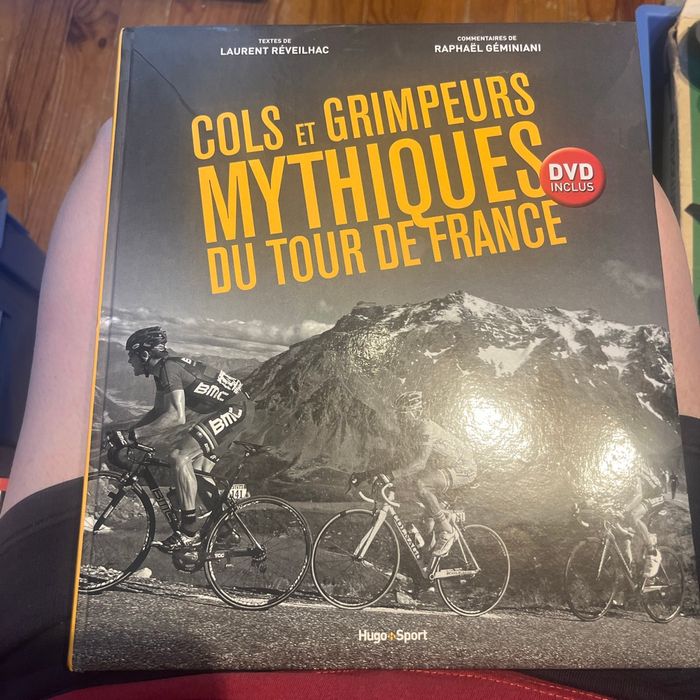 TEXTES DE
LAURENT RÉVEILHAC
COMMENTAIRES DE
RAPHAËL GÉMINIANI
COLS ET GRIMPEURS
MYTHIQUES
DU TOUR DE FRANCE
DVD
INCLUS
BMC
BMC
141
Hugo Sport